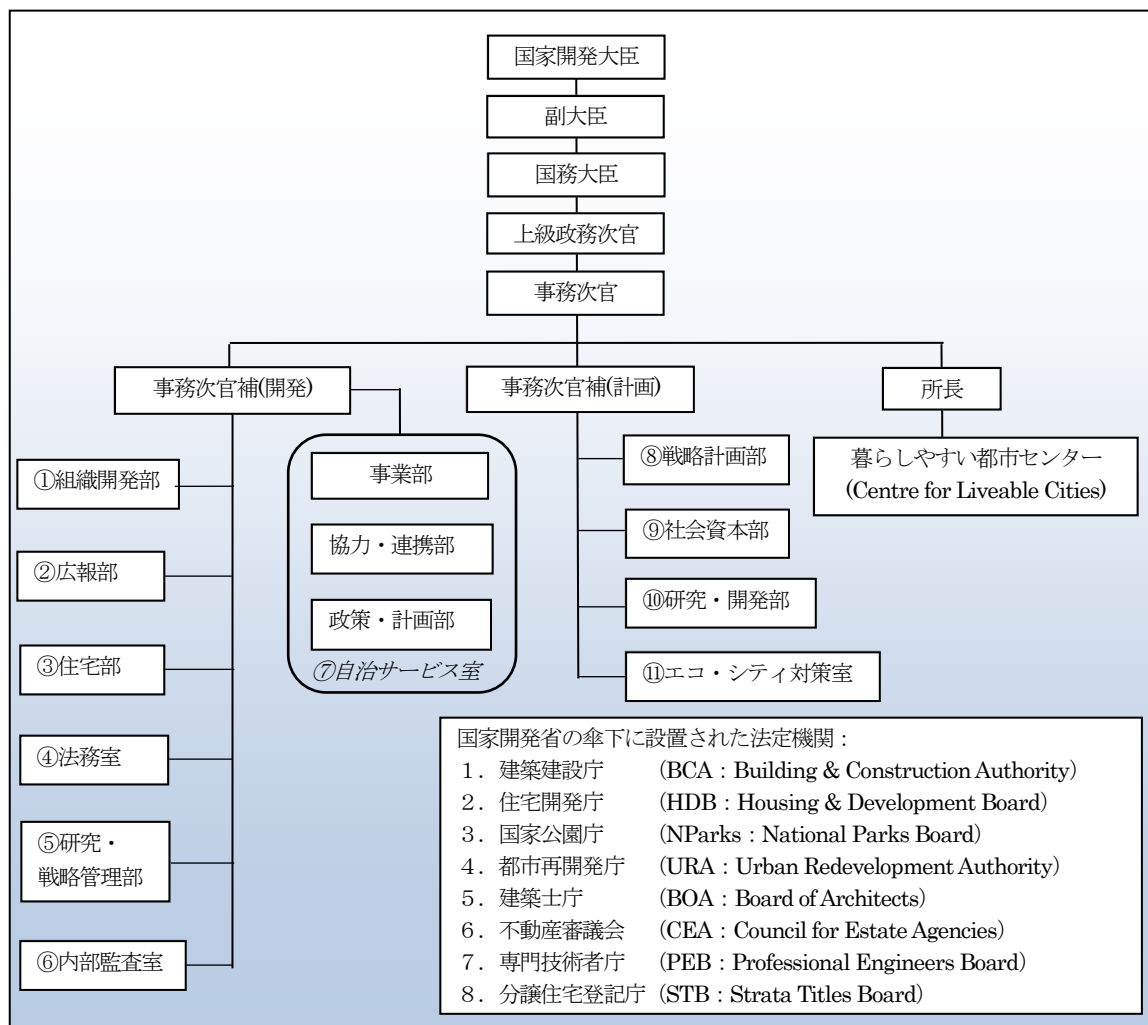 国家開発大臣
副大臣
国務大臣
上級政務次官
事務次官
事務次官補(開発)
事務次官補(計画)
所長
①組織開発部
②広報部
③住宅部
④法務室
⑤研究・
戦略管理部
⑥内部監査室
事業部
協力・連携部
政策・計画部
⑦自治サービス室
⑧戦略計画部
⑨社会資本部
⑩研究・開発部
⑪エコ・シティ対策室
暮らしやすい都市センター
(Centre for Liveable Cities)
国家開発省の傘下に設置された法定機関：
１．建築建設庁 (BCA：Building & Construction Authority)
２．住宅開発庁 (HDB：Housing & Development Board)
３．国家公園庁 (NParks：National Parks Board)
４．都市再開発庁 (URA：Urban Redevelopment Authority)
５．建築士庁 (BOA：Board of Architects)
６．不動産審議会 (CEA：Council for Estate Agencies)
７．専門技術者庁 (PEB：Professional Engineers Board)
８．分譲住宅登記庁 (STB：Strata Titles Board)